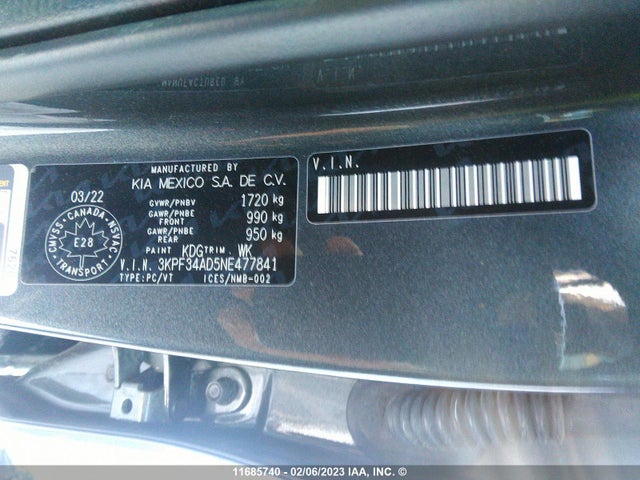 MANUFACTURED BY
KIA MEXICO S.A. DE C.V.
03/22
GVWR/PNBV 1720 kg
GAWR/PNBE FRONT 990 kg
GAWR/PNBE REAR 950 kg
PAINT KDG TRIM WK
V.I.N. 3KPF34AD5NE477841
TYPE:PC/VT ICES/NMB-002
CMVSS · CANADA · NSVAC
E28
TRANSPORT
V.I.N.
11685740 - 02/06/2023 IAA, INC. ©